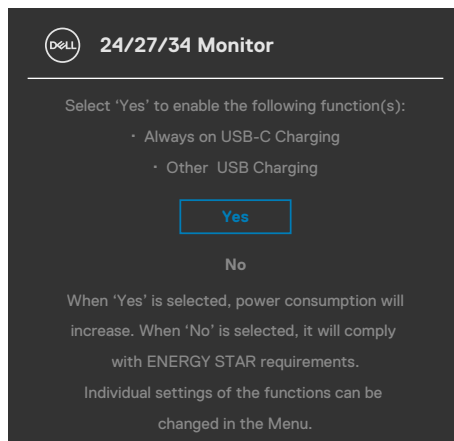 DELL
24/27/34 Monitor
Select ‘Yes’ to enable the following function(s):
· Always on USB-C Charging
· Other USB Charging
Yes
No
When ‘Yes’ is selected, power consumption will
increase. When ‘No’ is selected, it will comply
with ENERGY STAR requirements.
Individual settings of the functions can be
changed in the Menu.